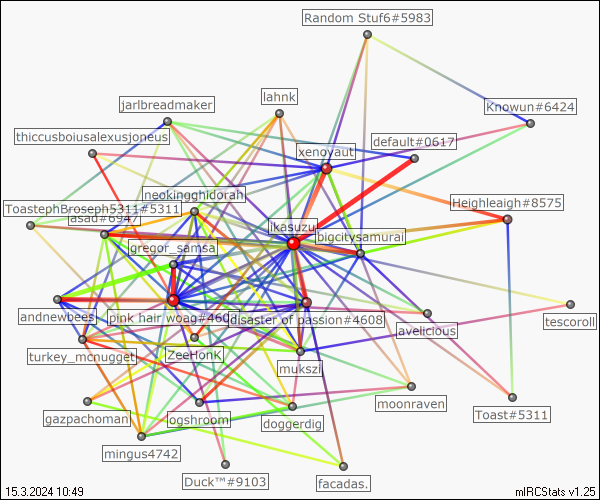 Random Stuf6#5983
lahnk
jarlbreadmaker
Knowun#6424
thiccusboiusalexusjoneus
default#0617
xenovaut
neokingghidorah
ToastephBroseph5311#5311
Heighleaigh#8575
asad#6947
ikasuzu
bigcitysamurai
gregor_samsa
andnewbees
pink hair woag#460
disaster of passion#4608
avelicious
tescoroll
turkey_mcnugget
ZeeHonK
mukszi
gazpachoman
ogshroom
doggerdig
moonraven
Toast#5311
mingus4742
Duck™#9103
facadas.
15.3.2024 10:49
mIRCStats v1.25